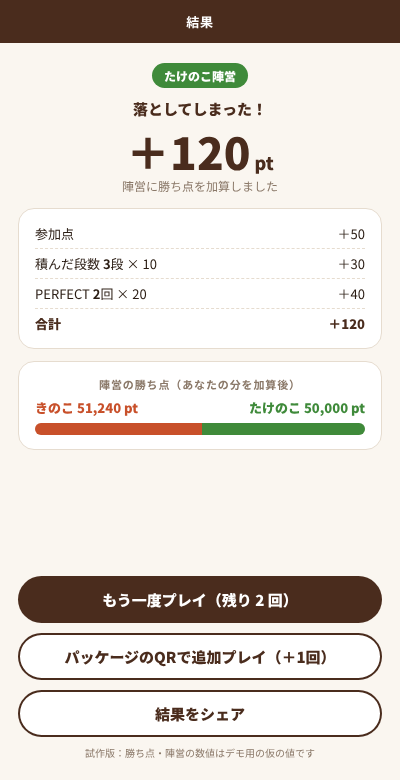 結果
たけのこ陣営
落としてしまった！
＋120 pt
陣営に勝ち点を加算しました
参加点 ＋50
積んだ段数 3段 × 10 ＋30
PERFECT 2回 × 20 ＋40
合計 ＋120
陣営の勝ち点（あなたの分を加算後）
きのこ 51,240 pt たけのこ 50,000 pt
もう一度プレイ（残り 2 回）
パッケージのQRで追加プレイ（＋1回）
結果をシェア
試作版：勝ち点・陣営の数値はデモ用の仮の値です